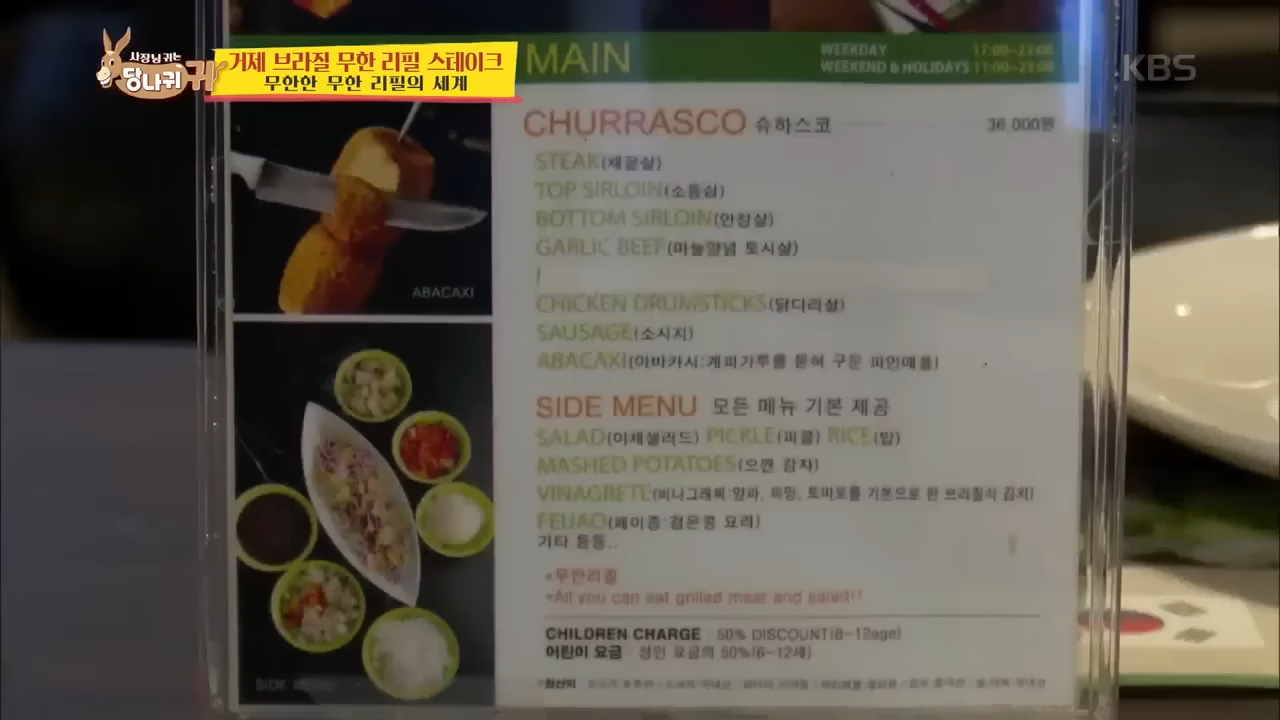 사장님 귀는
당나귀 귀
거제 브라질 무한 리필 스테이크
무한한 무한 리필의 세계
KBS
MAIN
WEEKDAY 17:00~23:00
WEEKEND & HOLIDAYS 11:00~23:00
CHURRASCO 슈하스코 36,000원
STEAK(채끝살)
TOP SIRLOIN(소등심)
BOTTOM SIRLOIN(안창살)
GARLIC BEEF(마늘양념 토시살)
CHICKEN DRUMSTICKS(닭다리살)
SAUSAGE(소시지)
ABACAXI(아바카시:계피가루를 묻혀 구운 파인애플)
ABACAXI
SIDE MENU 모든 메뉴 기본 제공
SALAD(야채샐러드) PICKLE(피클) RICE(밥)
MASHED POTATOES(으깬 감자)
VINAGRETE(비나그래찌:양파, 피망, 토마토를 기본으로 한 브라질식 김치)
FEIJAO(페이종:검은콩 요리)
기타 등등..
*무한리필
*All you can eat grilled meat and salad!!
CHILDREN CHARGE : 50% DISCOUNT(6~12age)
어린이 요금 : 성인 요금의 50%(6~12세)
SIDE MENU
*원산지